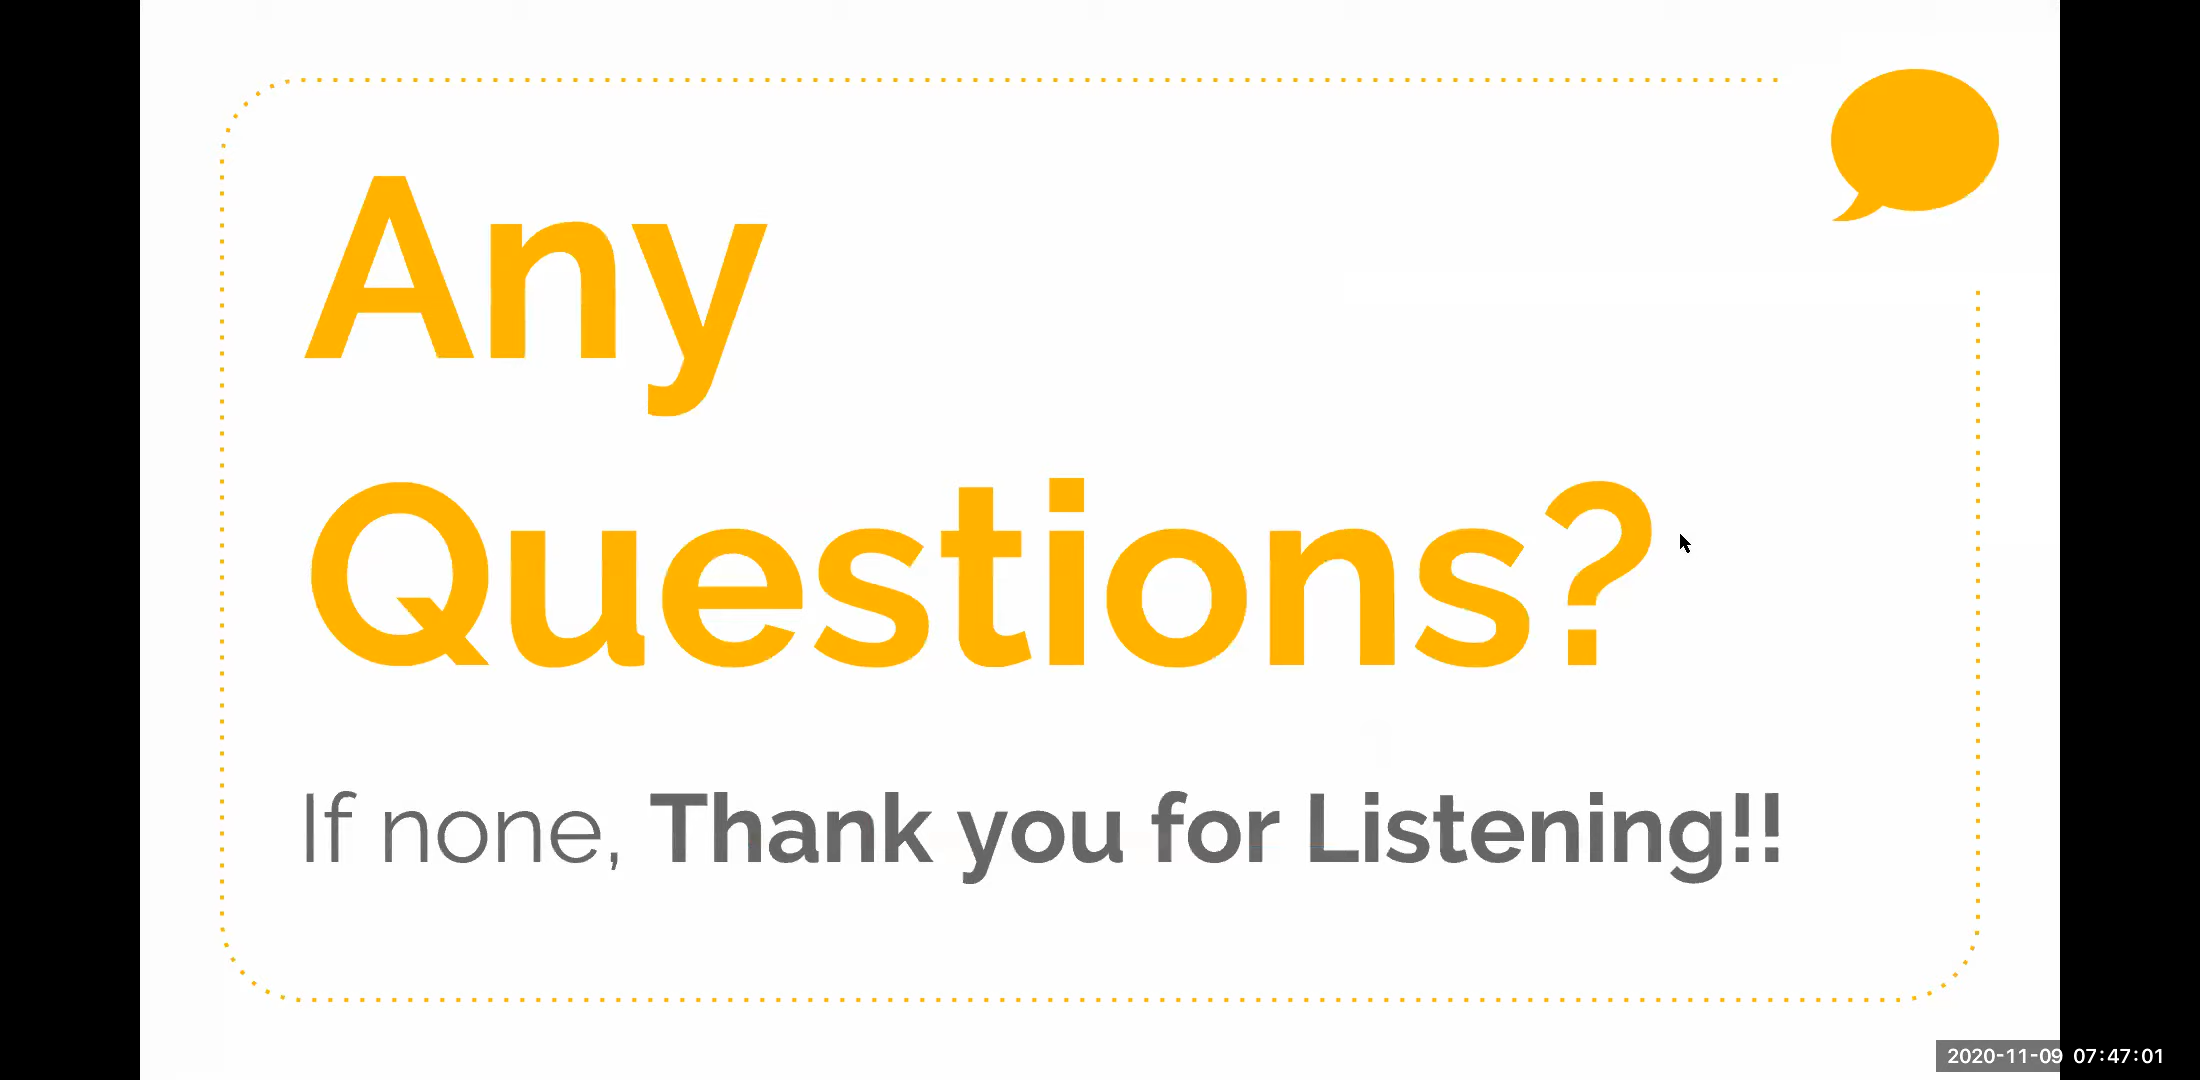 Any
Questions?
If none, Thank you for Listening!!
2020-11-09 07:47:01